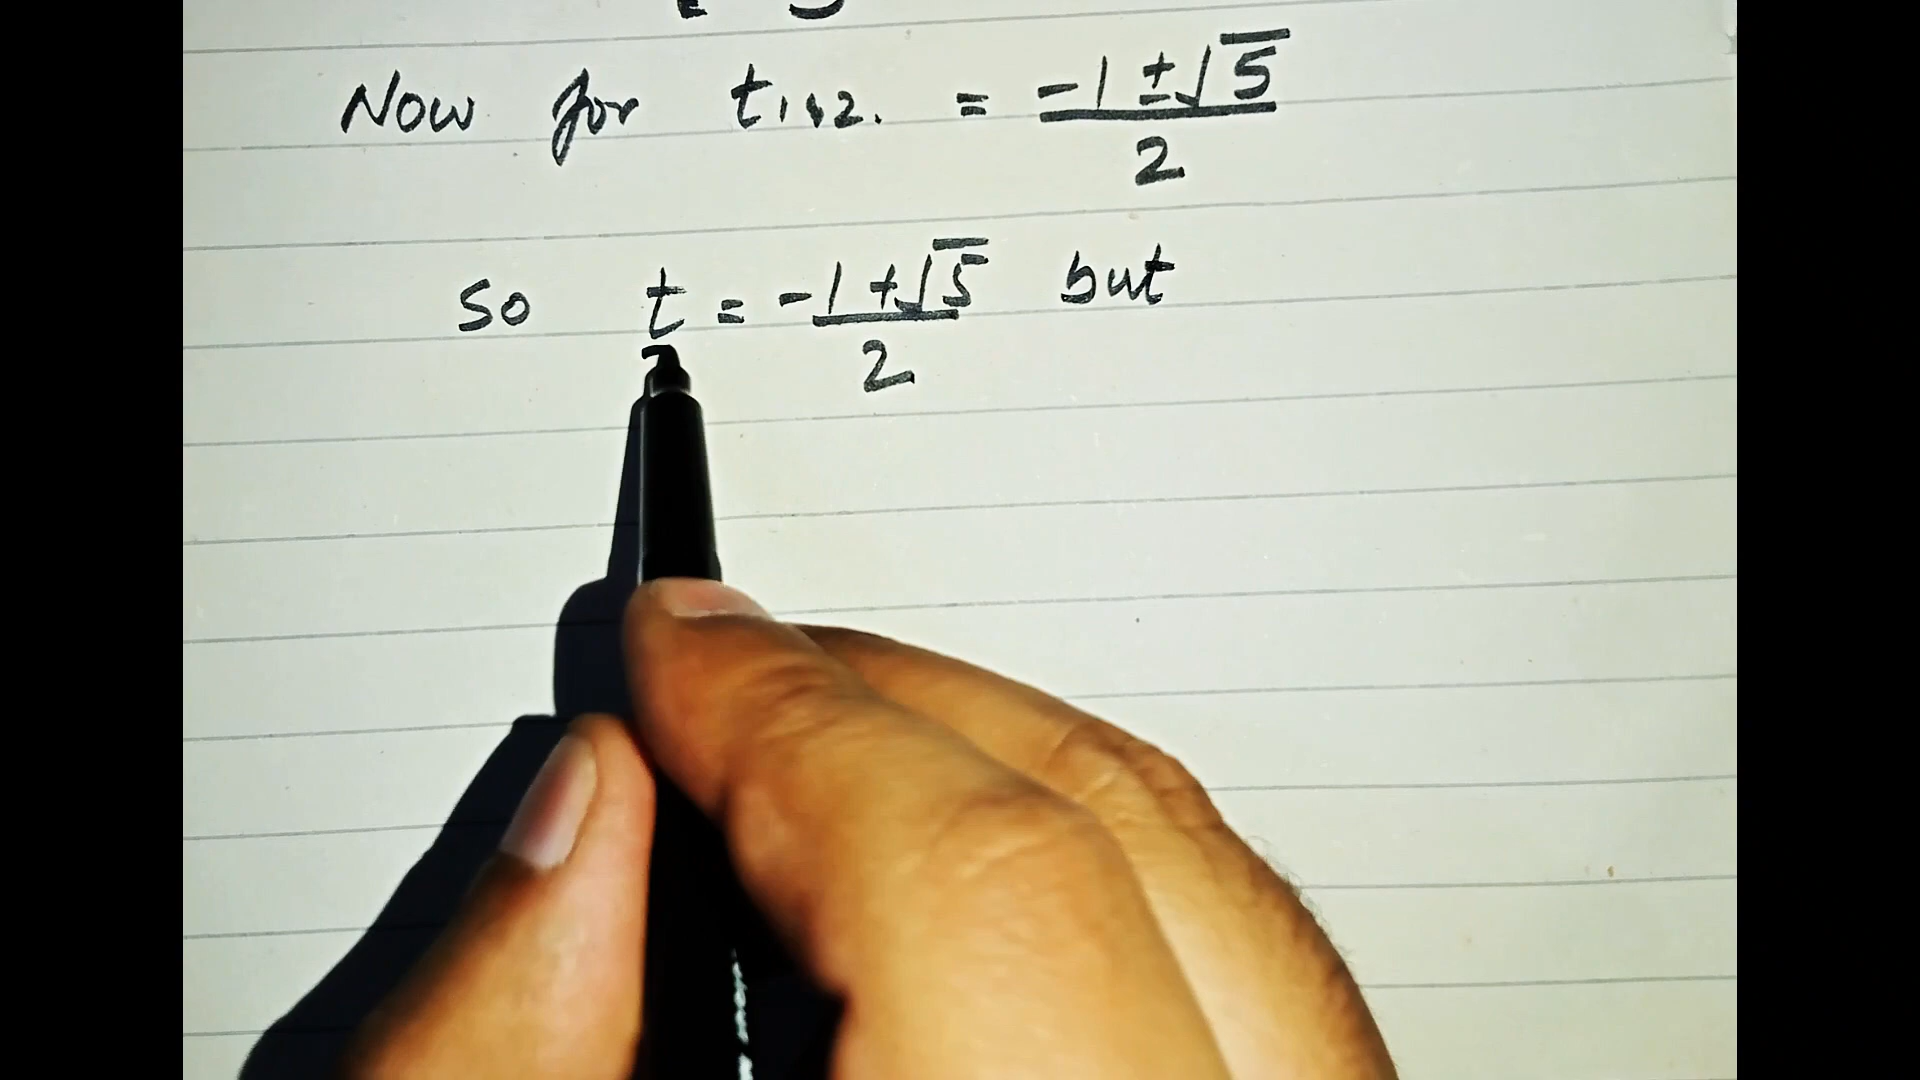 Now for t1&2. = -1 ± √5 / 2
So t = -1 + √5 / 2 but